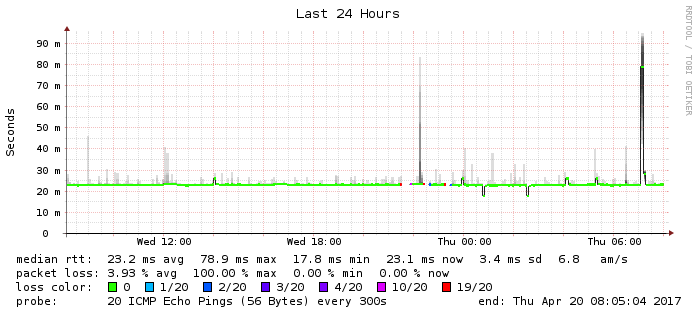 Last 24 Hours
RRDTOOL / TOBI OETIKER
Seconds
90 m
80 m
70 m
60 m
50 m
40 m
30 m
20 m
10 m
0
Wed 12:00 Wed 18:00 Thu 00:00 Thu 06:00
median rtt: 23.2 ms avg 78.9 ms max 17.8 ms min 23.1 ms now 3.4 ms sd 6.8 am/s
packet loss: 3.93 % avg 100.00 % max 0.00 % min 0.00 % now
loss color: 0 1/20 2/20 3/20 4/20 10/20 19/20
probe: 20 ICMP Echo Pings (56 Bytes) every 300s end: Thu Apr 20 08:05:04 2017